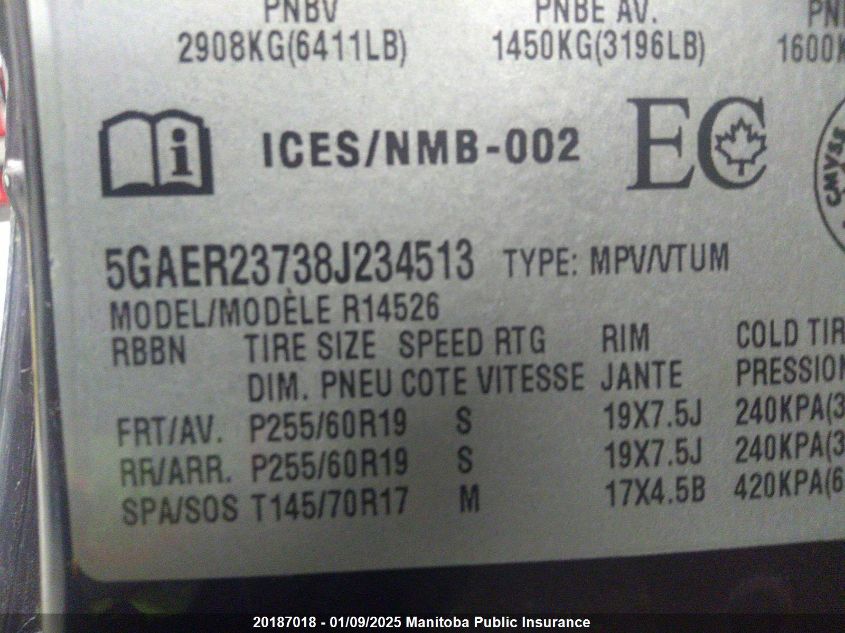 PNBV PNBE AV.
2908KG(6411LB) 1450KG(3196LB) 1600K
i ICES/NMB-002 EC CMVSS
5GAER23738J234513 TYPE: MPV/VTUM
MODEL/MODÈLE R14526
RBBN TIRE SIZE SPEED RTG RIM COLD TIR
DIM. PNEU COTE VITESSE JANTE PRESSION
FRT/AV. P255/60R19 S 19X7.5J 240KPA(3
RR/ARR. P255/60R19 S 19X7.5J 240KPA(3
SPA/SOS T145/70R17 M 17X4.5B 420KPA(6
20187018 - 01/09/2025 Manitoba Public Insurance